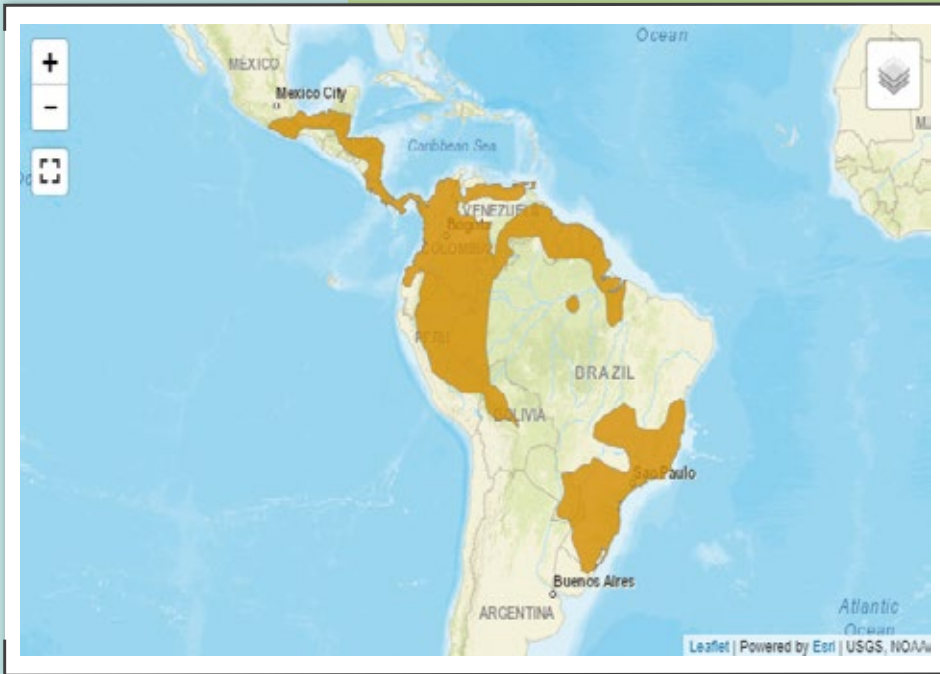 Ocean
+
MÉXICO
Mexico City
−
Caribbean Sea
VENEZUELA
Bogota
COLOMBIA
PERU
BRAZIL
BOLIVIA
Sao Paulo
Buenos Aires
ARGENTINA
Atlantic
Ocean
Leaflet | Powered by Esri | USGS, NOAA